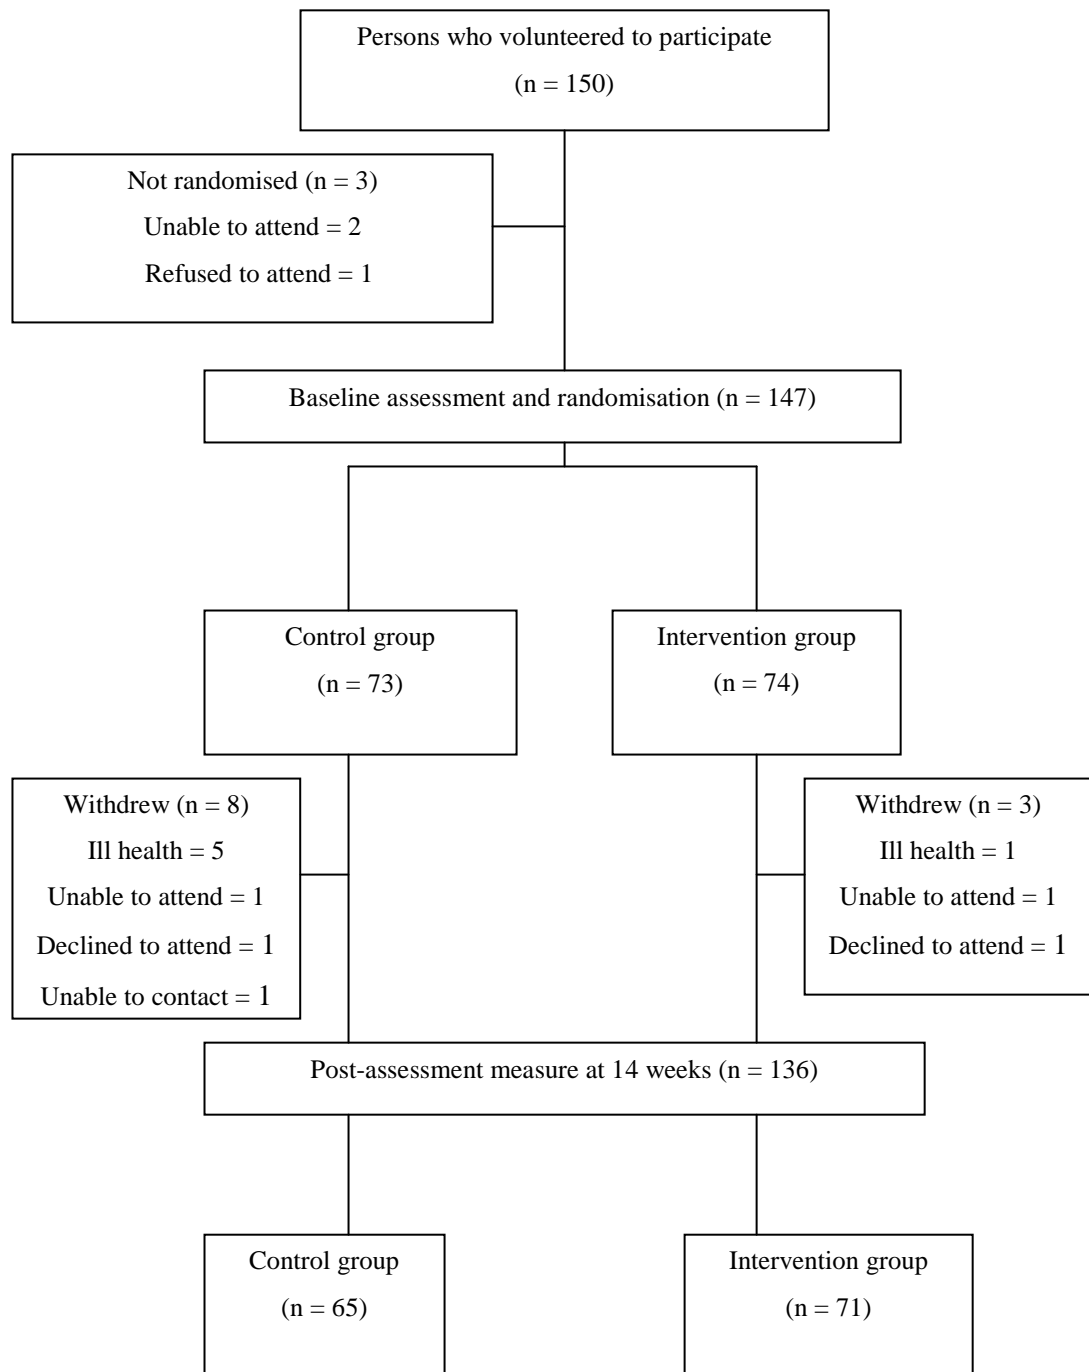 Persons who volunteered to participate
(n = 150)
Not randomised (n = 3)
Unable to attend = 2
Refused to attend = 1
Baseline assessment and randomisation (n = 147)
Control group
(n = 73)
Intervention group
(n = 74)
Withdrew (n = 8)
Ill health = 5
Unable to attend = 1
Declined to attend = 1
Unable to contact = 1
Withdrew (n = 3)
Ill health = 1
Unable to attend = 1
Declined to attend = 1
Post-assessment measure at 14 weeks (n = 136)
Control group
(n = 65)
Intervention group
(n = 71)